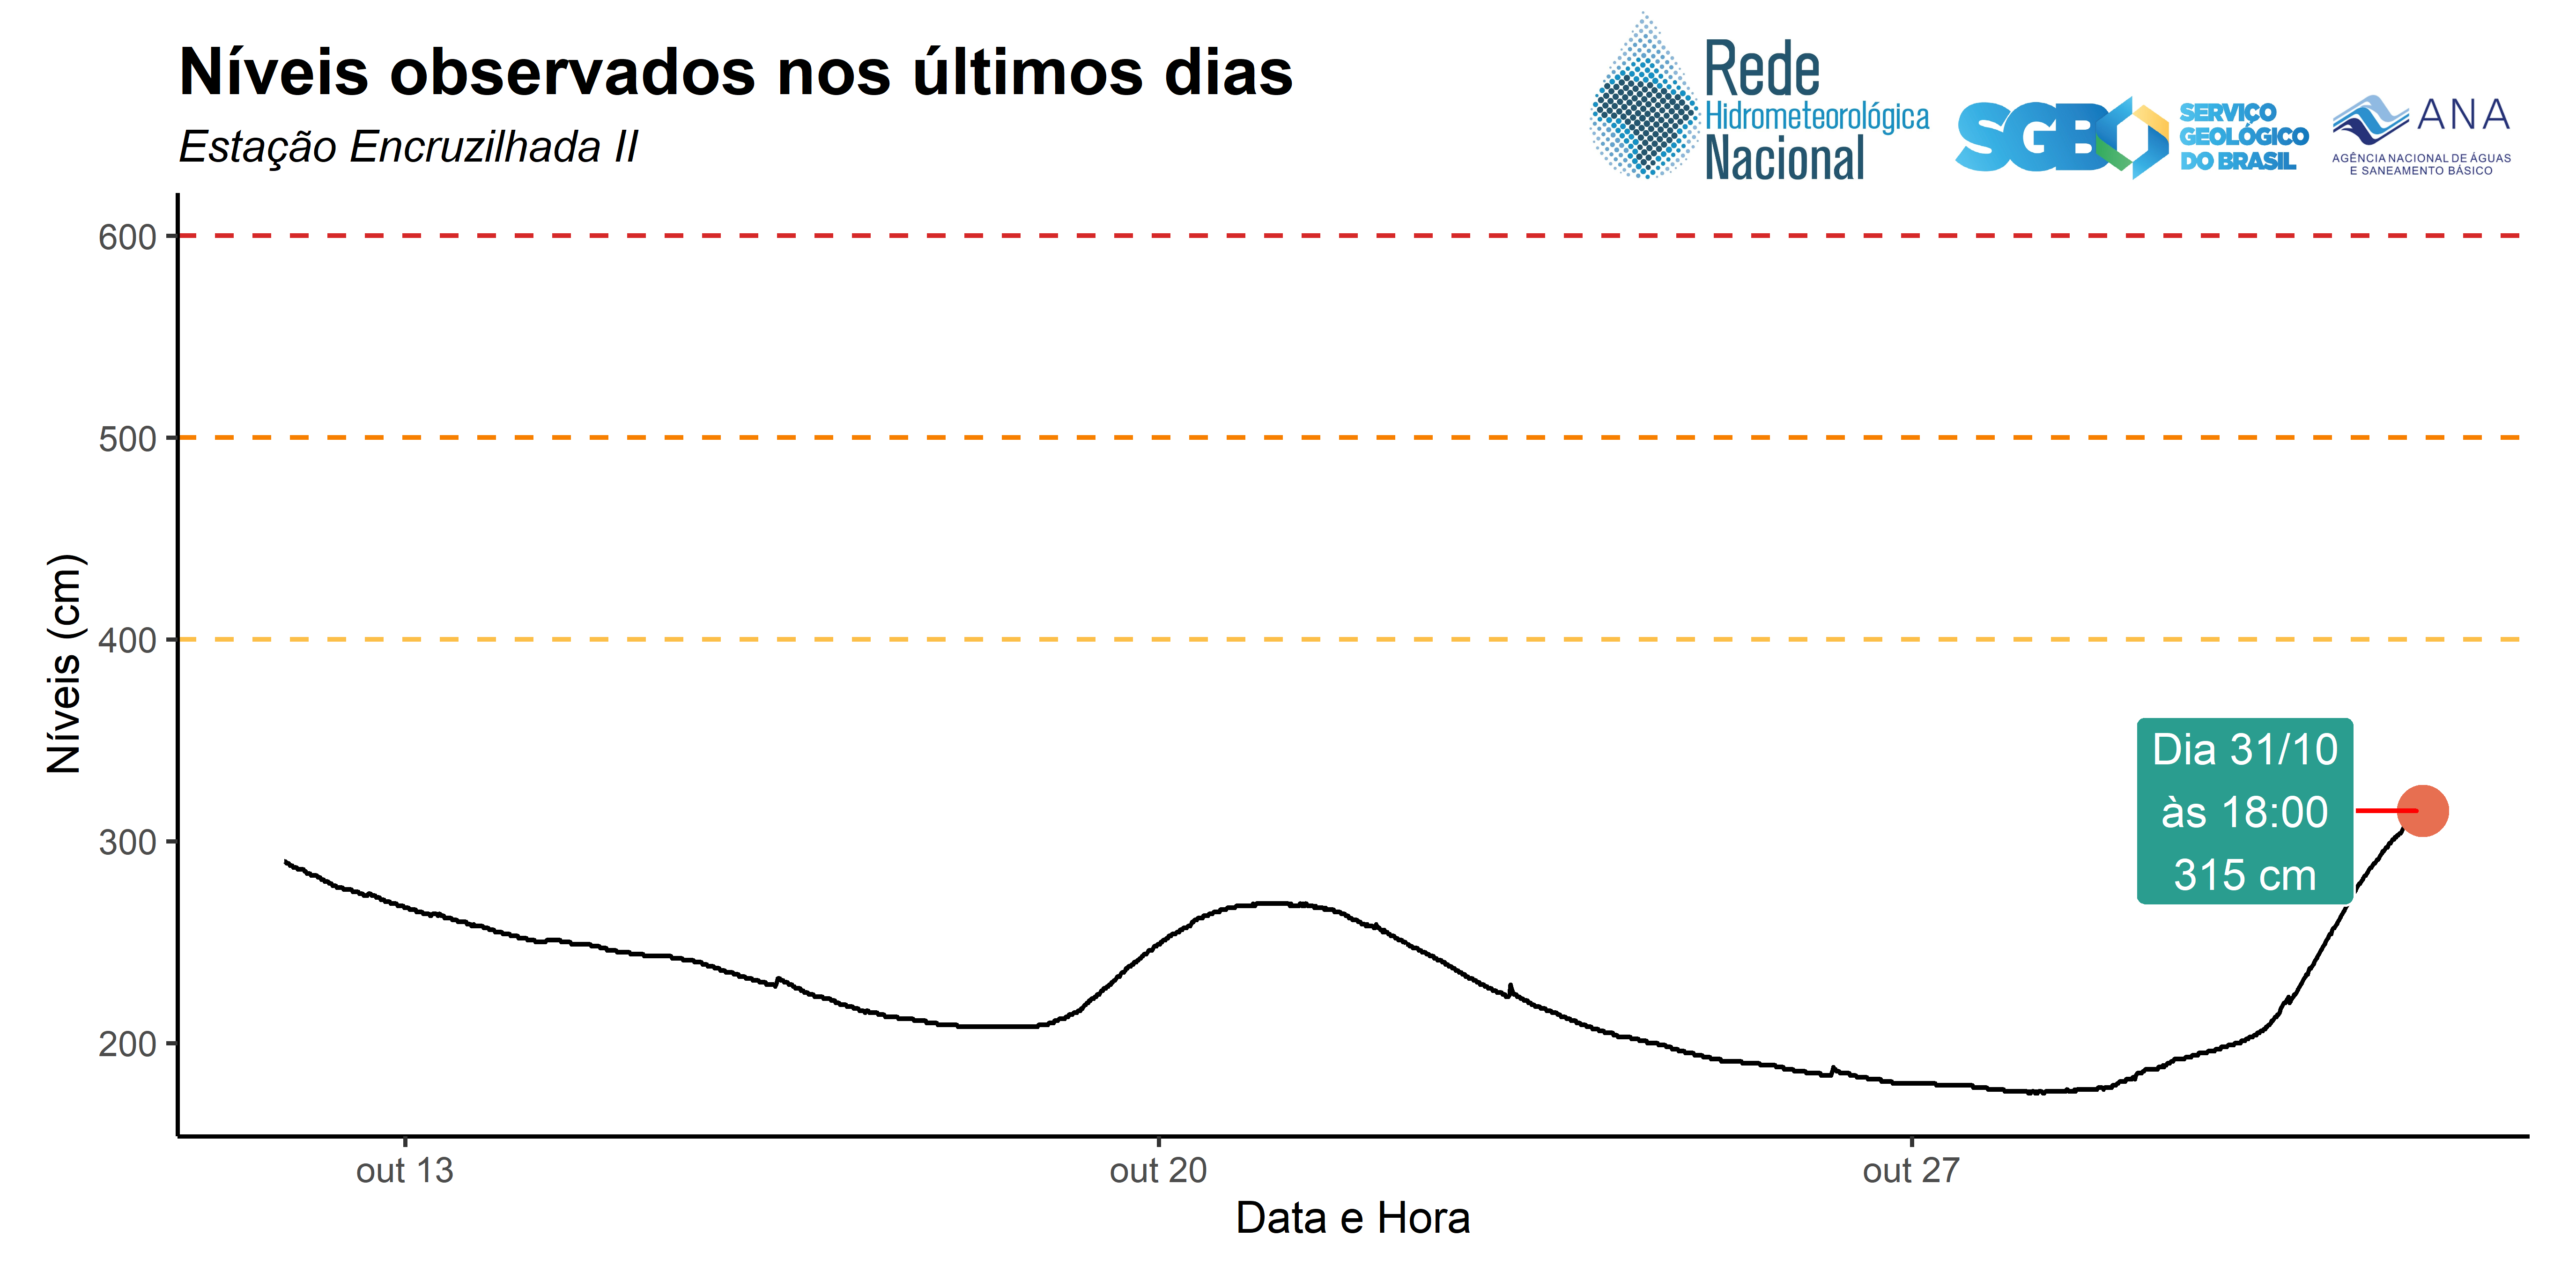 Níveis observados nos últimos dias
Estação Encruzilhada II
Rede
Hidrometeorológica
Nacional
SGB
SERVIÇO
GEOLÓGICO
DO BRASIL
ANA
AGÊNCIA NACIONAL DE ÁGUAS
E SANEAMENTO BÁSICO
Níveis (cm)
600
500
400
300
200
Dia 31/10
às 18:00
315 cm
out 13
out 20
out 27
Data e Hora